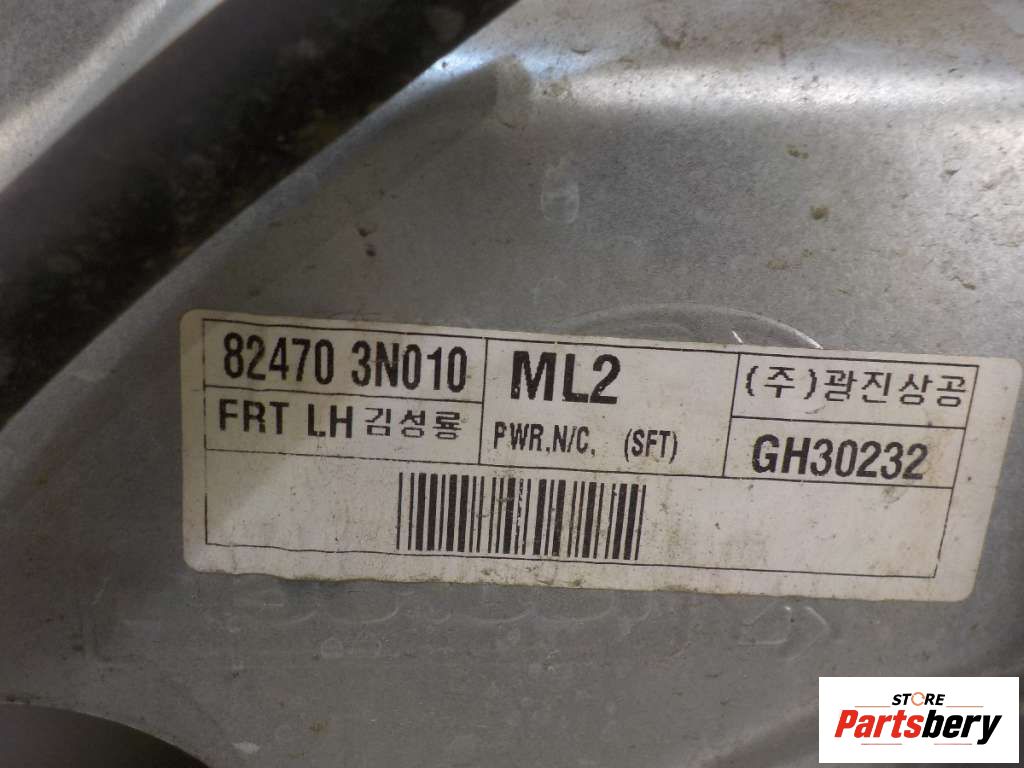 82470 3N010
FRT LH 김성룡
ML2
PWR,N/C, (SFT)
(주)광진상공
GH30232
STORE
Partsbery